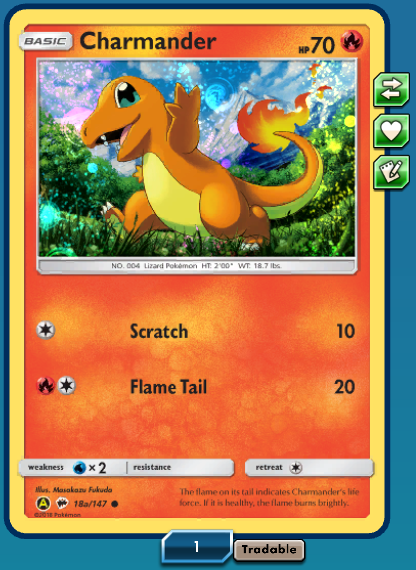 BASIC Charmander HP70
NO. 004 Lizard Pokémon HT: 2'00" WT: 18.7 lbs.
Scratch 10
Flame Tail 20
weakness ×2 resistance retreat
Illus. Masakazu Fukuda
A 18a/147
©2018 Pokémon
The flame on its tail indicates Charmander's life
force. If it is healthy, the flame burns brightly.
1 Tradable